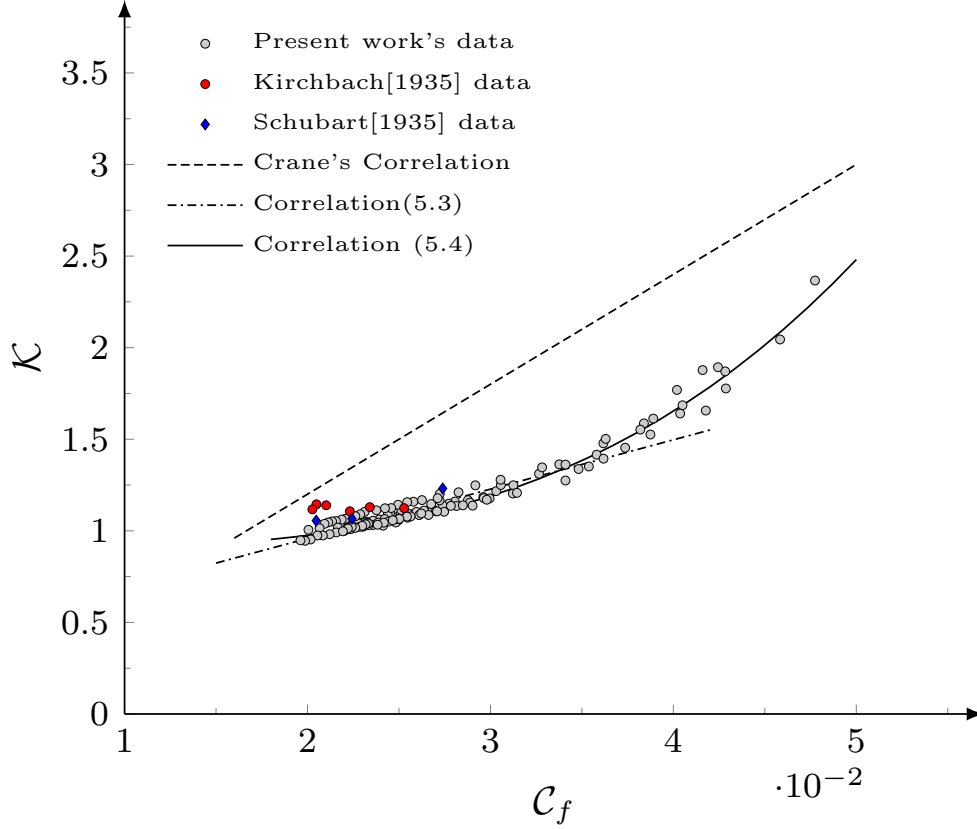 Present work's data
Kirchbach[1935] data
Schubart[1935] data
Crane's Correlation
Correlation(5.3)
Correlation (5.4)
3.5
3
2.5
2
1.5
1
0.5
0
𝒦
1 2 3 4 5
·10⁻²
𝒞_f